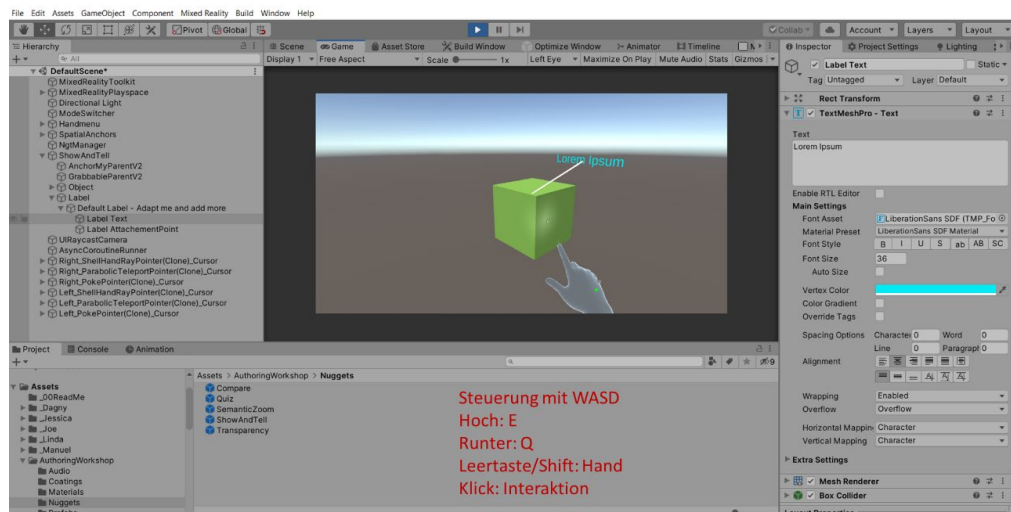 File Edit Assets GameObject Component Mixed Reality Build Window Help
Pivot Global Collab Account Layers Layout
Hierarchy Scene Game Asset Store Build Window Optimize Window Animator Timeline Inspector Project Settings Lighting
All Display 1 Free Aspect Scale 1x Left Eye Maximize On Play Mute Audio Stats Gizmos
DefaultScene*
MixedRealityToolkit
MixedRealityPlayspace
Directional Light
ModeSwitcher
Handmenu
SpatialAnchors
NgtManager
ShowAndTell
AnchorMyParentV2
GrabbableParentV2
Object
Label
Default Label - Adapt me and add more
Label Text
Label AttachementPoint
UIRaycastCamera
AsyncCoroutineRunner
Right_ShellHandRayPointer(Clone)_Cursor
Right_ParabolicTeleportPointer(Clone)_Cursor
Right_PokePointer(Clone)_Cursor
Left_ShellHandRayPointer(Clone)_Cursor
Left_ParabolicTeleportPointer(Clone)_Cursor
Left_PokePointer(Clone)_Cursor
Lorem Ipsum
Label Text Static
Tag Untagged Layer Default
Rect Transform
TextMeshPro - Text
Text
Lorem Ipsum
Enable RTL Editor
Main Settings
Font Asset LiberationSans SDF (TMP_Fo
Material Preset LiberationSans SDF Material
Font Style B I U S ab AB SC
Font Size 36
Auto Size
Vertex Color
Color Gradient
Override Tags
Spacing Options Character 0 Word 0
Line 0 Paragraph 0
Alignment
Wrapping Enabled
Overflow Overflow
Horizontal Mapping Character
Vertical Mapping Character
Extra Settings
Mesh Renderer
Box Collider
Project Console Animation
9
Assets
_00ReadMe
_Dagny
_Jessica
_Joe
_Linda
_Manuel
AuthoringWorkshop
Audio
Coatings
Materials
Nuggets
Assets > AuthoringWorkshop > Nuggets
Compare
Quiz
SemanticZoom
ShowAndTell
Transparency
Steuerung mit WASD
Hoch: E
Runter: Q
Leertaste/Shift: Hand
Klick: Interaktion